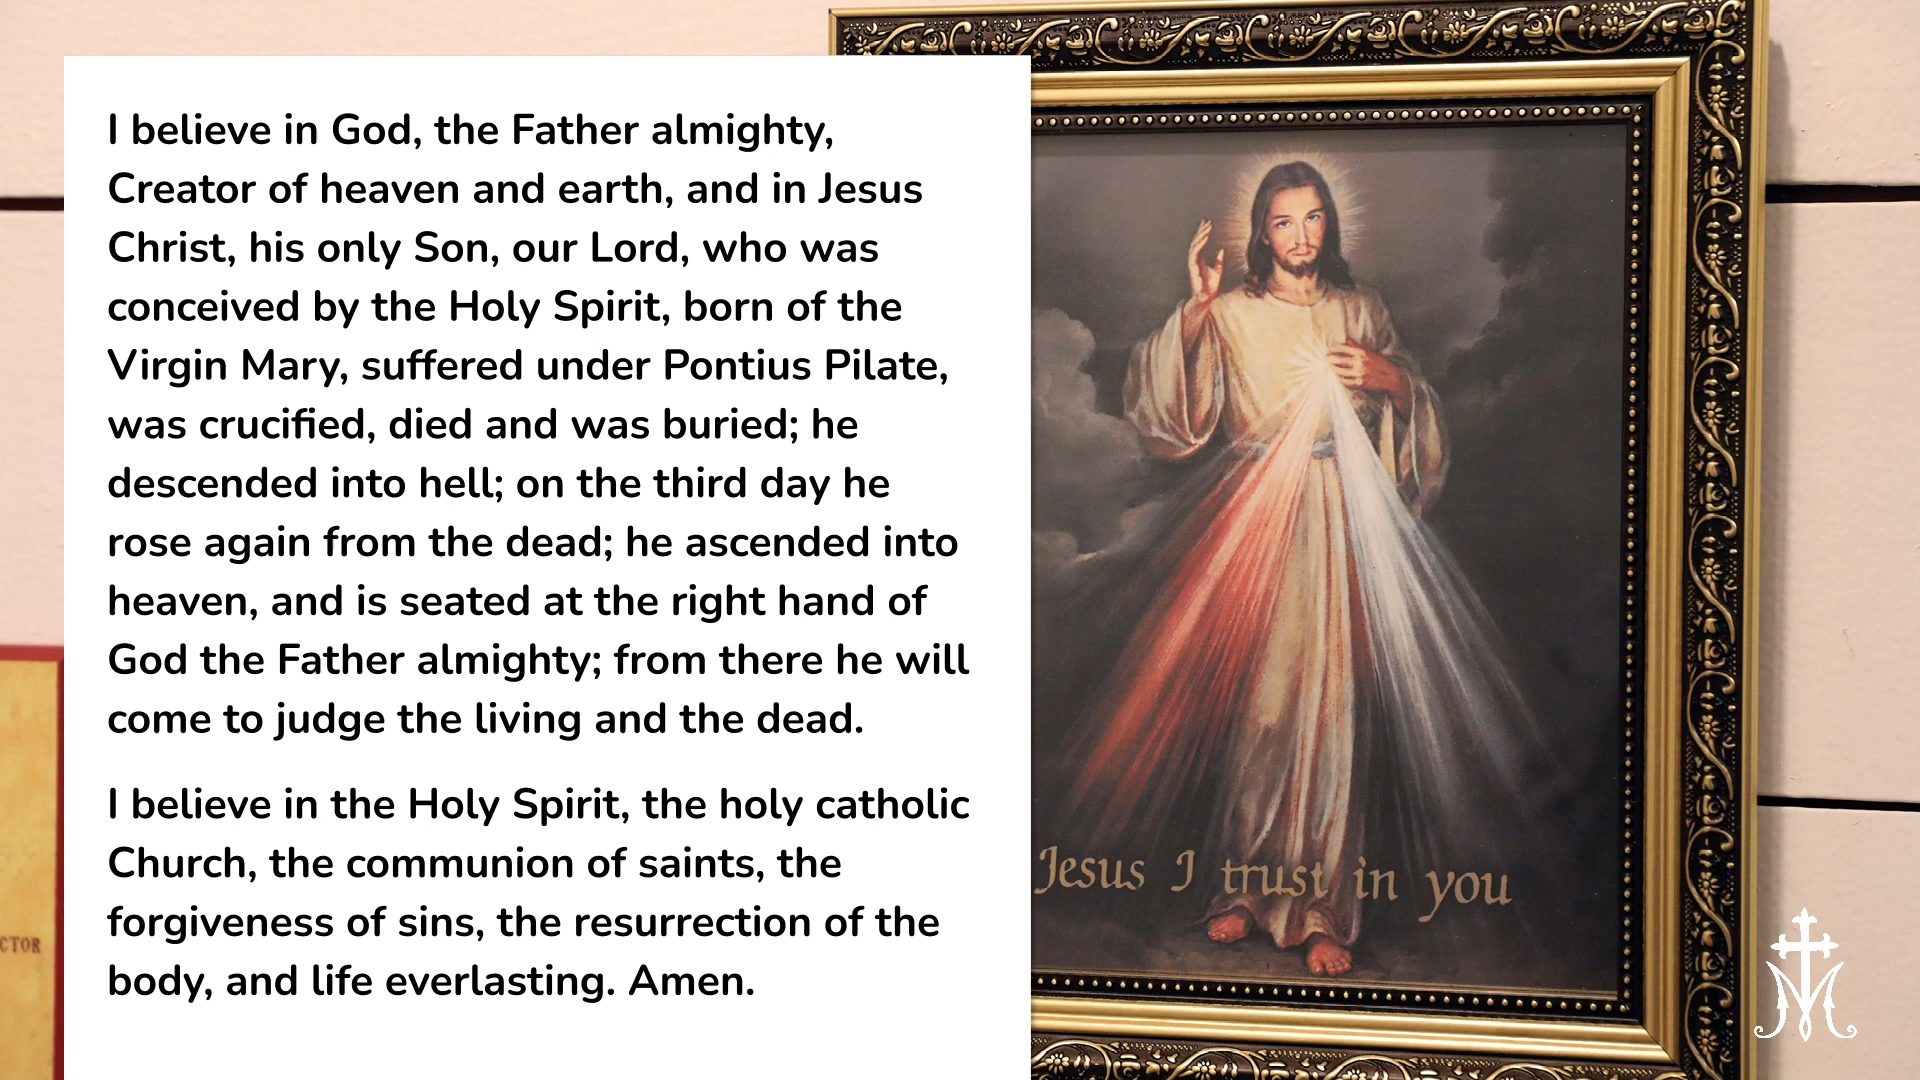 I believe in God, the Father almighty,
Creator of heaven and earth, and in Jesus
Christ, his only Son, our Lord, who was
conceived by the Holy Spirit, born of the
Virgin Mary, suffered under Pontius Pilate,
was crucified, died and was buried; he
descended into hell; on the third day he
rose again from the dead; he ascended into
heaven, and is seated at the right hand of
God the Father almighty; from there he will
come to judge the living and the dead.
I believe in the Holy Spirit, the holy catholic
Church, the communion of saints, the
forgiveness of sins, the resurrection of the
body, and life everlasting. Amen.
Jesus I trust in you